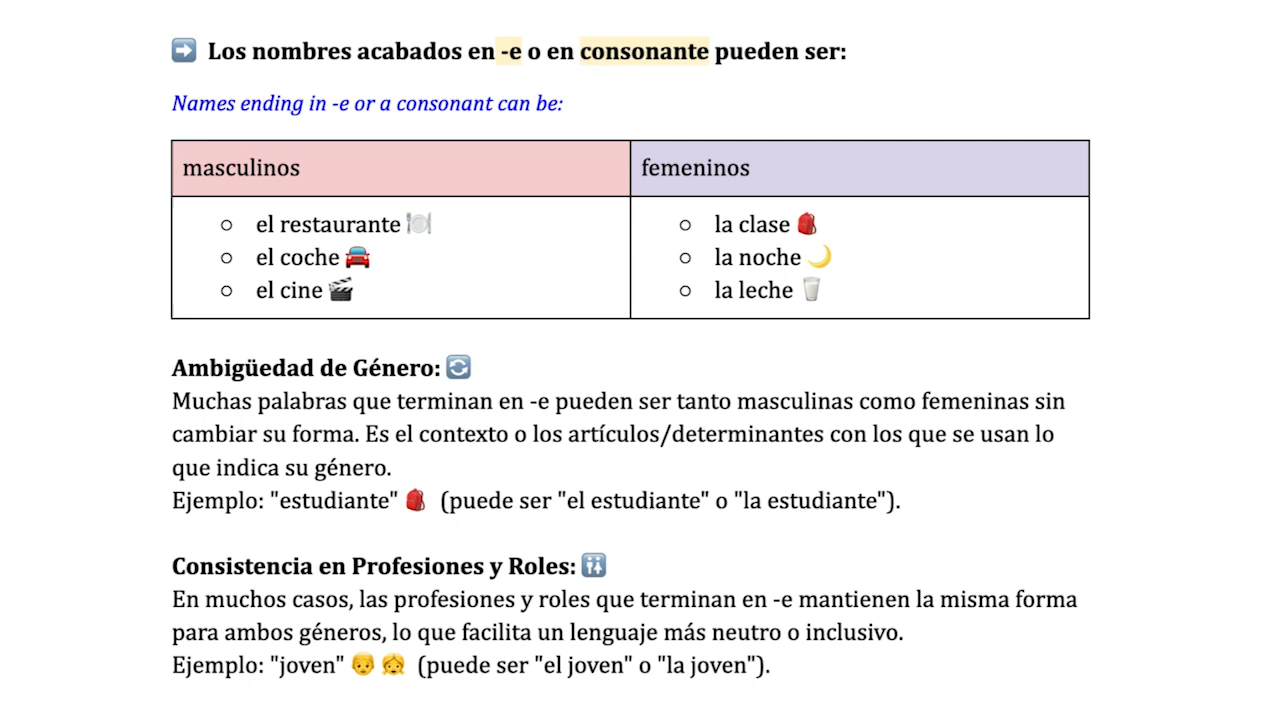 ➡️ Los nombres acabados en -e o en consonante pueden ser:
Names ending in -e or a consonant can be:
masculinos
femeninos
el restaurante 🍽️
el coche 🚘
el cine 🎬
la clase 🎒
la noche 🌙
la leche 🥛
Ambigüedad de Género: 🔄
Muchas palabras que terminan en -e pueden ser tanto masculinas como femeninas sin
cambiar su forma. Es el contexto o los artículos/determinantes con los que se usan lo
que indica su género.
Ejemplo: "estudiante" 🎒 (puede ser "el estudiante" o "la estudiante").
Consistencia en Profesiones y Roles: 🚻
En muchos casos, las profesiones y roles que terminan en -e mantienen la misma forma
para ambos géneros, lo que facilita un lenguaje más neutro o inclusivo.
Ejemplo: "joven" 👨 👧 (puede ser "el joven" o "la joven").